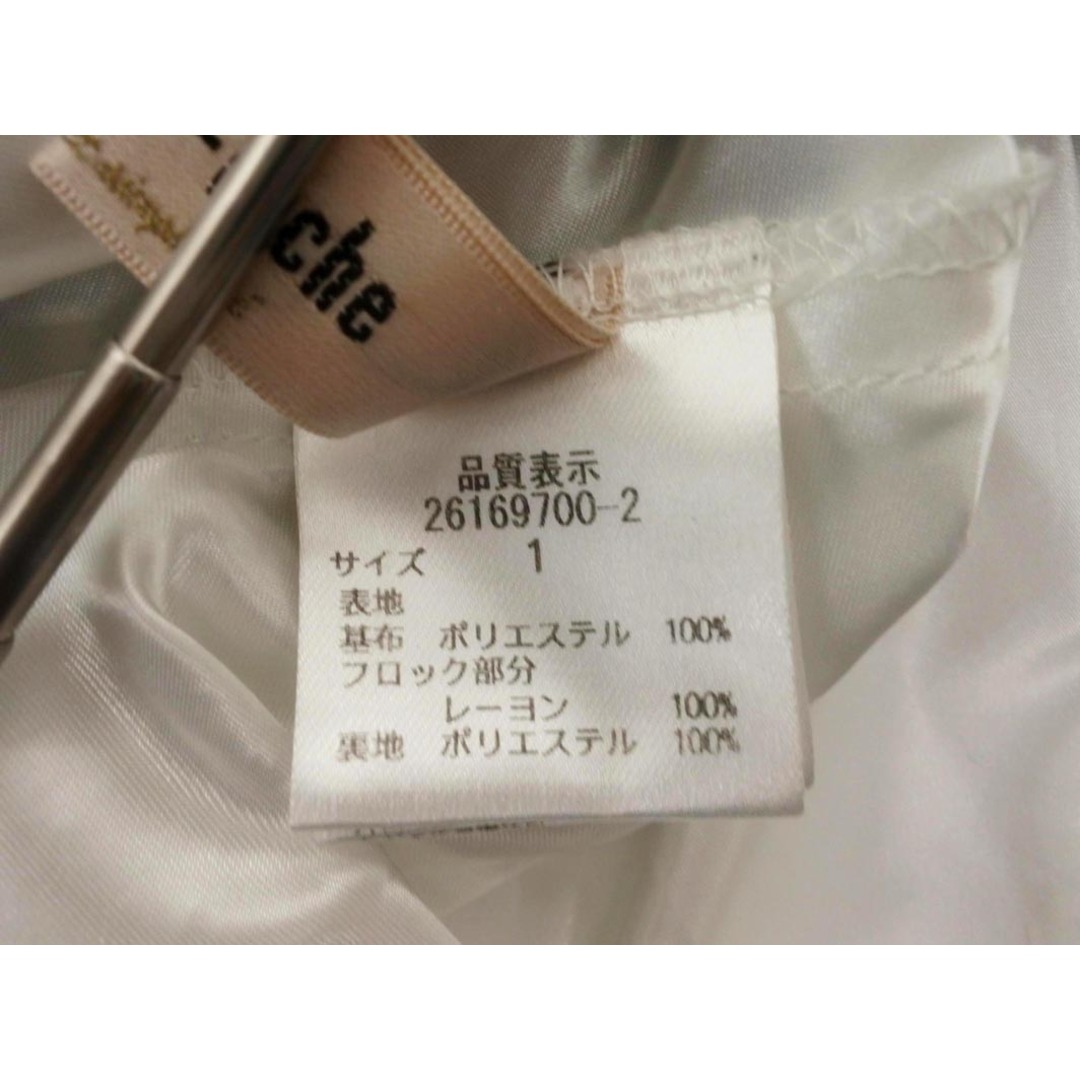 che
品質表示
26169700-2
サイズ 1
表地
基布 ポリエステル 100%
フロック部分
レーヨン 100%
裏地 ポリエステル 100%